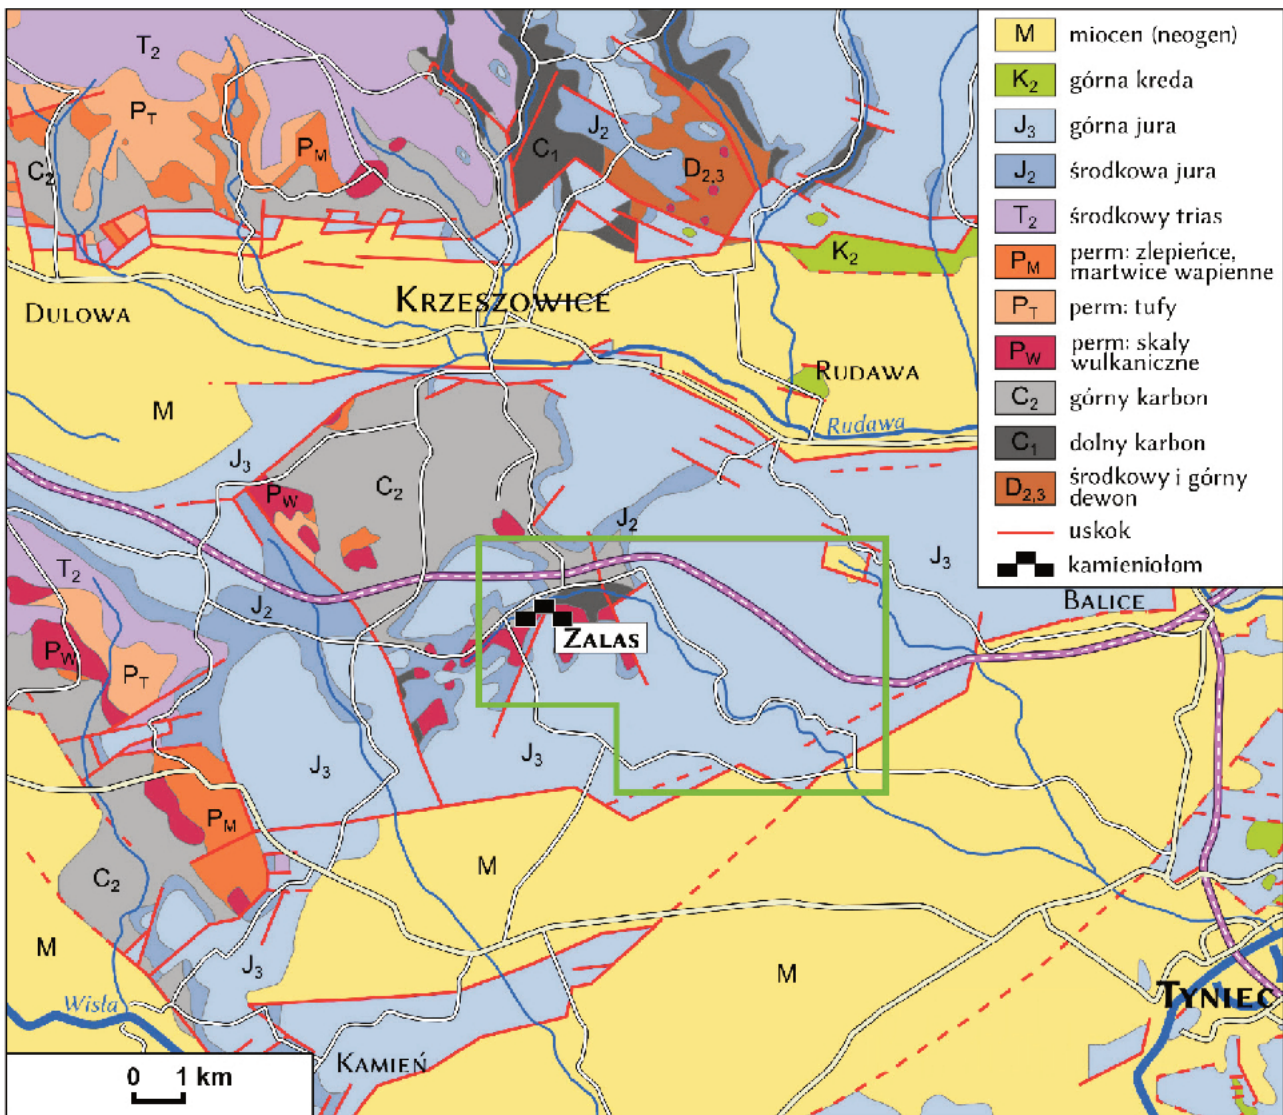 M miocen (neogen)
K2 górna kreda
J3 górna jura
J2 środkowa jura
T2 środkowy trias
PM perm: zlepieńce,
martwice wapienne
PT perm: tufy
PW perm: skały
wulkaniczne
C2 górny karbon
C1 dolny karbon
D2,3 środkowy i górny
dewon
uskok
kamieniołom
T2
PT
PM
C2
C1
J2
D2,3
K2
DULOWA
KRZESZOWICE
RUDAWA
Rudawa
M
J3
PW
C2
J2
J3
T2
J2
BALICE
ZALAS
PW
PT
J3
J3
PM
M
C2
M
J3
M
Wisła
TYNIEC
KAMIEŃ
0 1 km